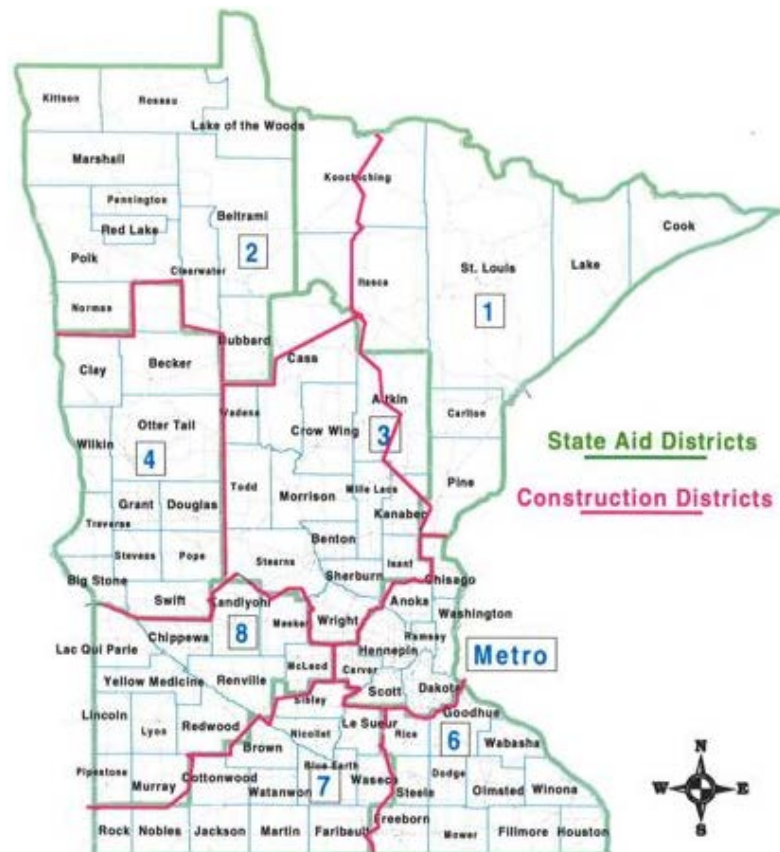 Kittson
Roseau
Lake of the Woods
Marshall
Koochiching
Pennington
Beltrami
Red Lake
Cook
Polk
2
St. Louis
Lake
Clearwater
Itasca
Norman
1
Hubbard
Cass
Clay
Becker
Aitkin
Wadena
Carlton
Otter Tail
Crow Wing
3
State Aid Districts
Wilkin
4
Pine
Todd
Mille Lacs
Morrison
Construction Districts
Grant
Douglas
Kanabec
Traverse
Benton
Stevens
Pope
Stearns
Isanti
Big Stone
Sherburn
Chisago
Swift
Kandiyohi
Anoka
Washington
Meeker
Wright
Chippewa
8
Ramsey
Lac Qui Parle
Hennepin
Metro
McLeod
Carver
Yellow Medicine
Renville
Scott
Dakota
Sibley
Lincoln
Le Sueur
Goodhue
Lyon
Redwood
Nicollet
Rice
6
Wabasha
Brown
N
Pipestone
Blue Earth
Murray
Cottonwood
7
Waseca
Dodge
W
E
Watonwon
Steele
Olmsted
Winona
Freeborn
S
Rock
Nobles
Jackson
Martin
Faribault
Mower
Fillmore
Houston